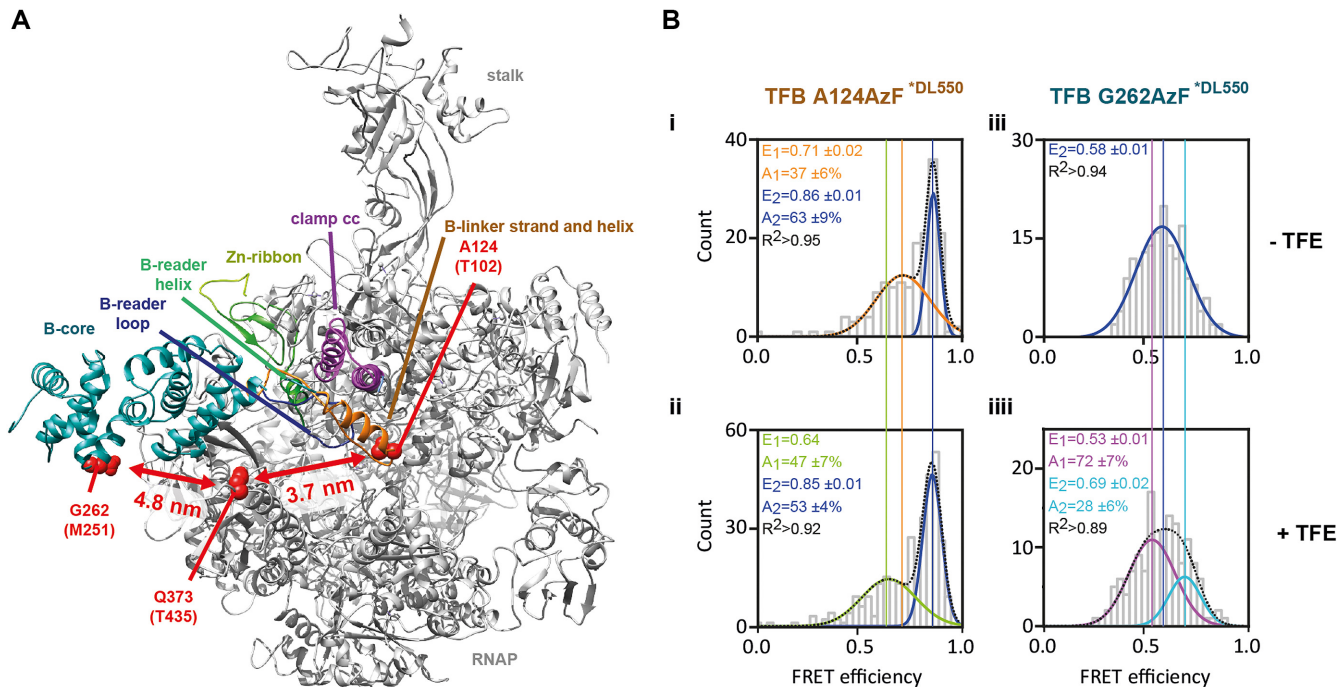 A
stalk
clamp cc
B-linker strand and helix
A124
(T102)
Zn-ribbon
B-reader
helix
B-reader
loop
B-core
G262
(M251)
4.8 nm
3.7 nm
Q373
(T435)
RNAP
B
TFB A124AzF *DL550
TFB G262AzF *DL550
i
40
20
0
Count
E1=0.71 ±0.02
A1=37 ±6%
E2=0.86 ±0.01
A2=63 ±9%
R2>0.95
0.0 0.5 1.0
iii
30
15
0
E2=0.58 ±0.01
R2>0.94
0.0 0.5 1.0
- TFE
ii
60
30
0
Count
E1=0.64
A1=47 ±7%
E2=0.85 ±0.01
A2=53 ±4%
R2>0.92
0.0 0.5 1.0
FRET efficiency
iiii
20
10
0
E1=0.53 ±0.01
A1=72 ±7%
E2=0.69 ±0.02
A2=28 ±6%
R2>0.89
0.0 0.5 1.0
FRET efficiency
+ TFE